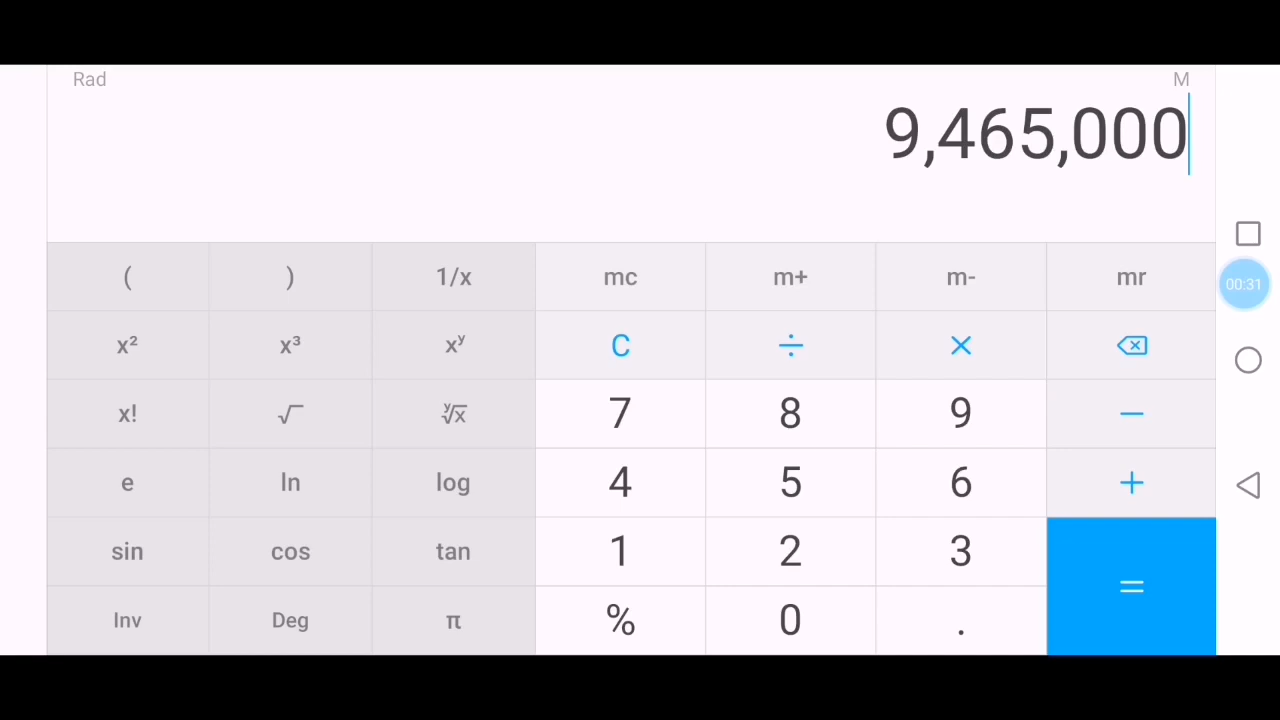 Rad M
9,465,000
( ) 1/x mc m+ m- mr
x² x³ xʸ C ÷ ×
x! √ ʸ√x 7 8 9 −
e ln log 4 5 6 +
sin cos tan 1 2 3 =
Inv Deg π % 0 .
00:31